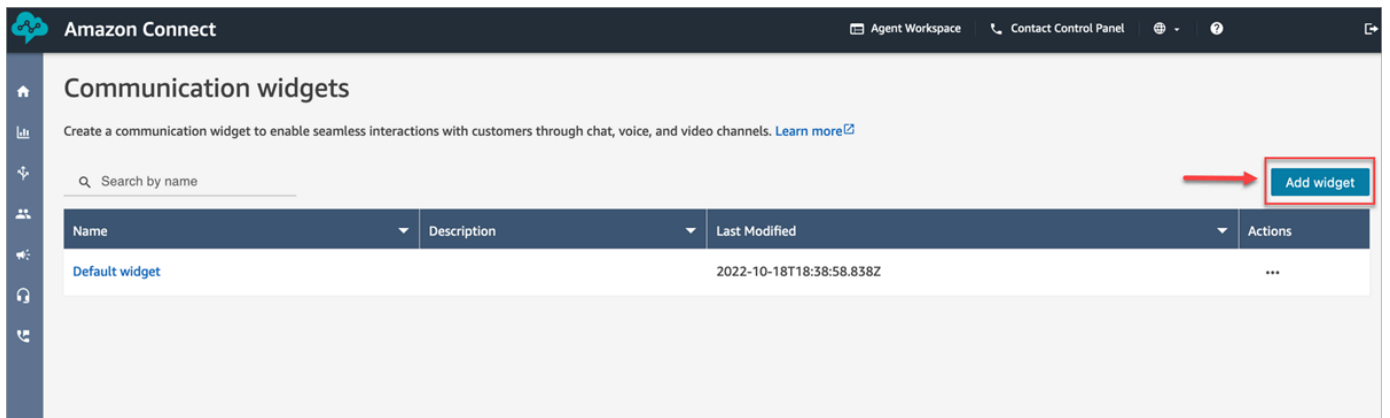 Amazon Connect Agent Workspace Contact Control Panel
Communication widgets
Create a communication widget to enable seamless interactions with customers through chat, voice, and video channels. Learn more
Search by name Add widget
Name Description Last Modified Actions
Default widget 2022-10-18T18:38:58.838Z ...